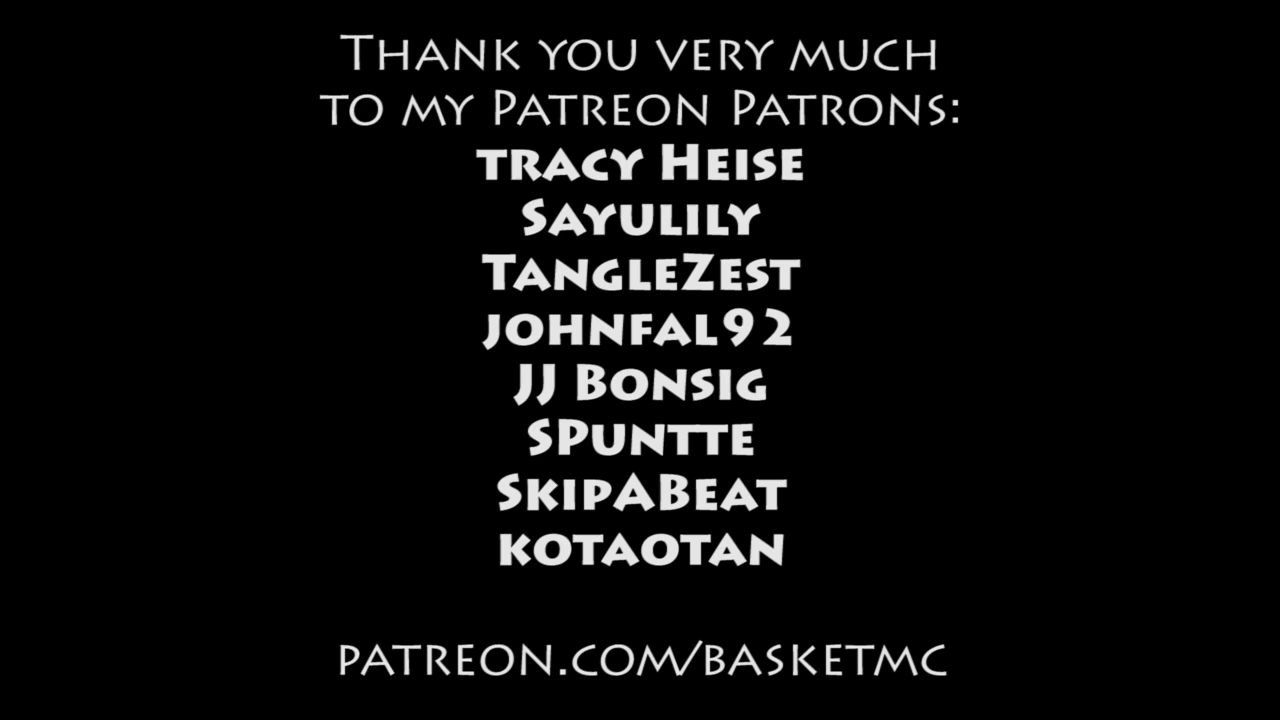 Thank you very much
to my Patreon Patrons:
tracy Heise
Sayulily
TangleZest
johnfal92
JJ Bonsig
SPuntte
SkipABeat
kotaotan
patreon.com/basketmc